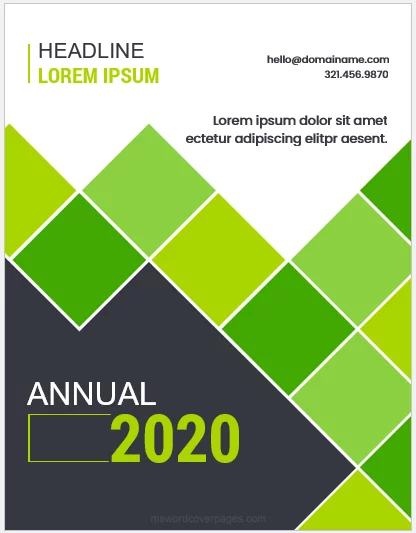 HEADLINE
LOREM IPSUM
hello@domainame.com
321.456.9870
Lorem ipsum dolor sit amet
ectetur adipiscing elitpr aesent.
ANNUAL
2020
mswordcoverpages.com